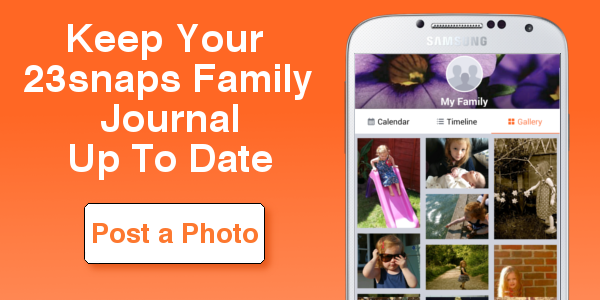 Keep Your
23snaps Family
Journal
Up To Date
Post a Photo
SAMSUNG
My Family
Calendar
Timeline
Gallery